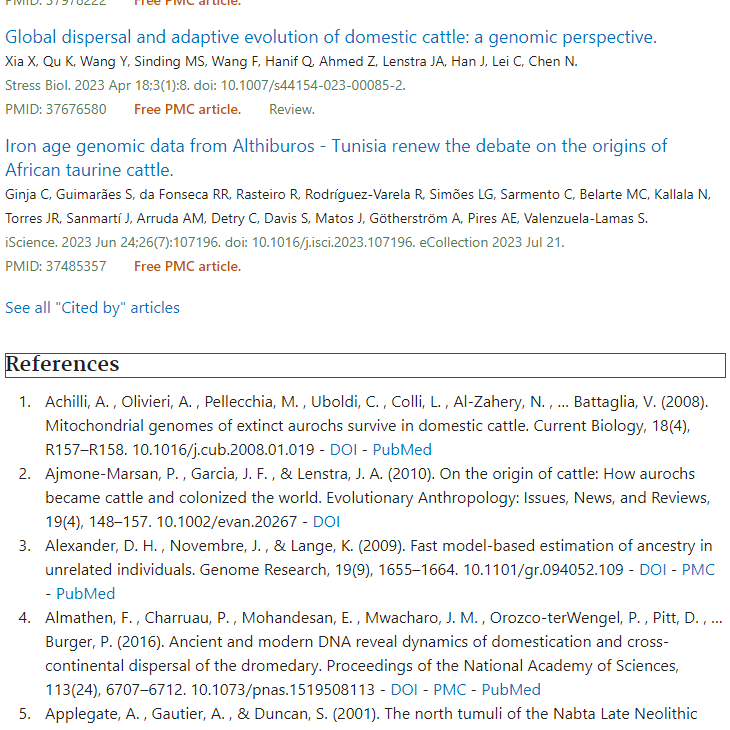 PMID: 37978222 Free PMC article.
Global dispersal and adaptive evolution of domestic cattle: a genomic perspective.
Xia X, Qu K, Wang Y, Sinding MS, Wang F, Hanif Q, Ahmed Z, Lenstra JA, Han J, Lei C, Chen N.
Stress Biol. 2023 Apr 18;3(1):8. doi: 10.1007/s44154-023-00085-2.
PMID: 37676580 Free PMC article. Review.
Iron age genomic data from Althiburos - Tunisia renew the debate on the origins of
African taurine cattle.
Ginja C, Guimarães S, da Fonseca RR, Rasteiro R, Rodríguez-Varela R, Simões LG, Sarmento C, Belarte MC, Kallala N,
Torres JR, Sanmartí J, Arruda AM, Detry C, Davis S, Matos J, Götherström A, Pires AE, Valenzuela-Lamas S.
iScience. 2023 Jun 24;26(7):107196. doi: 10.1016/j.isci.2023.107196. eCollection 2023 Jul 21.
PMID: 37485357 Free PMC article.
See all "Cited by" articles
References
1. Achilli, A. , Olivieri, A. , Pellecchia, M. , Uboldi, C. , Colli, L. , Al-Zahery, N. , … Battaglia, V. (2008).
Mitochondrial genomes of extinct aurochs survive in domestic cattle. Current Biology, 18(4),
R157–R158. 10.1016/j.cub.2008.01.019 - DOI - PubMed
2. Ajmone-Marsan, P. , Garcia, J. F. , & Lenstra, J. A. (2010). On the origin of cattle: How aurochs
became cattle and colonized the world. Evolutionary Anthropology: Issues, News, and Reviews,
19(4), 148–157. 10.1002/evan.20267 - DOI
3. Alexander, D. H. , Novembre, J. , & Lange, K. (2009). Fast model-based estimation of ancestry in
unrelated individuals. Genome Research, 19(9), 1655–1664. 10.1101/gr.094052.109 - DOI - PMC
- PubMed
4. Almathen, F. , Charruau, P. , Mohandesan, E. , Mwacharo, J. M. , Orozco-terWengel, P. , Pitt, D. , …
Burger, P. (2016). Ancient and modern DNA reveal dynamics of domestication and cross-
continental dispersal of the dromedary. Proceedings of the National Academy of Sciences,
113(24), 6707–6712. 10.1073/pnas.1519508113 - DOI - PMC - PubMed
5. Applegate, A. , Gautier, A. , & Duncan, S. (2001). The north tumuli of the Nabta Late Neolithic